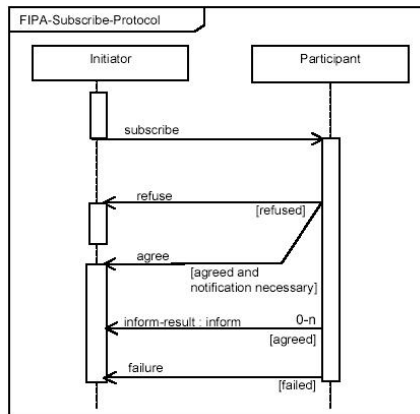 FIPA-Subscribe-Protocol
Initiator
Participant
subscribe
refuse
[refused]
agree
[agreed and
notification necessary]
inform-result : inform
0-n
[agreed]
failure
[failed]